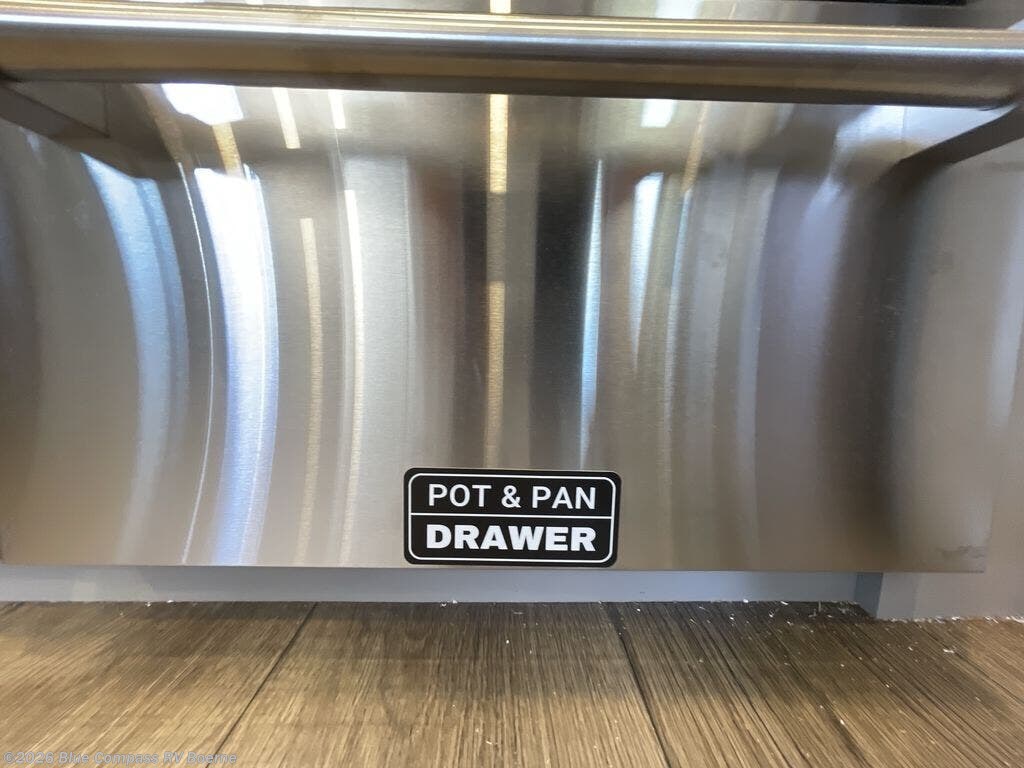 POT & PAN
DRAWER
©2026 Blue Compass RV Boerne